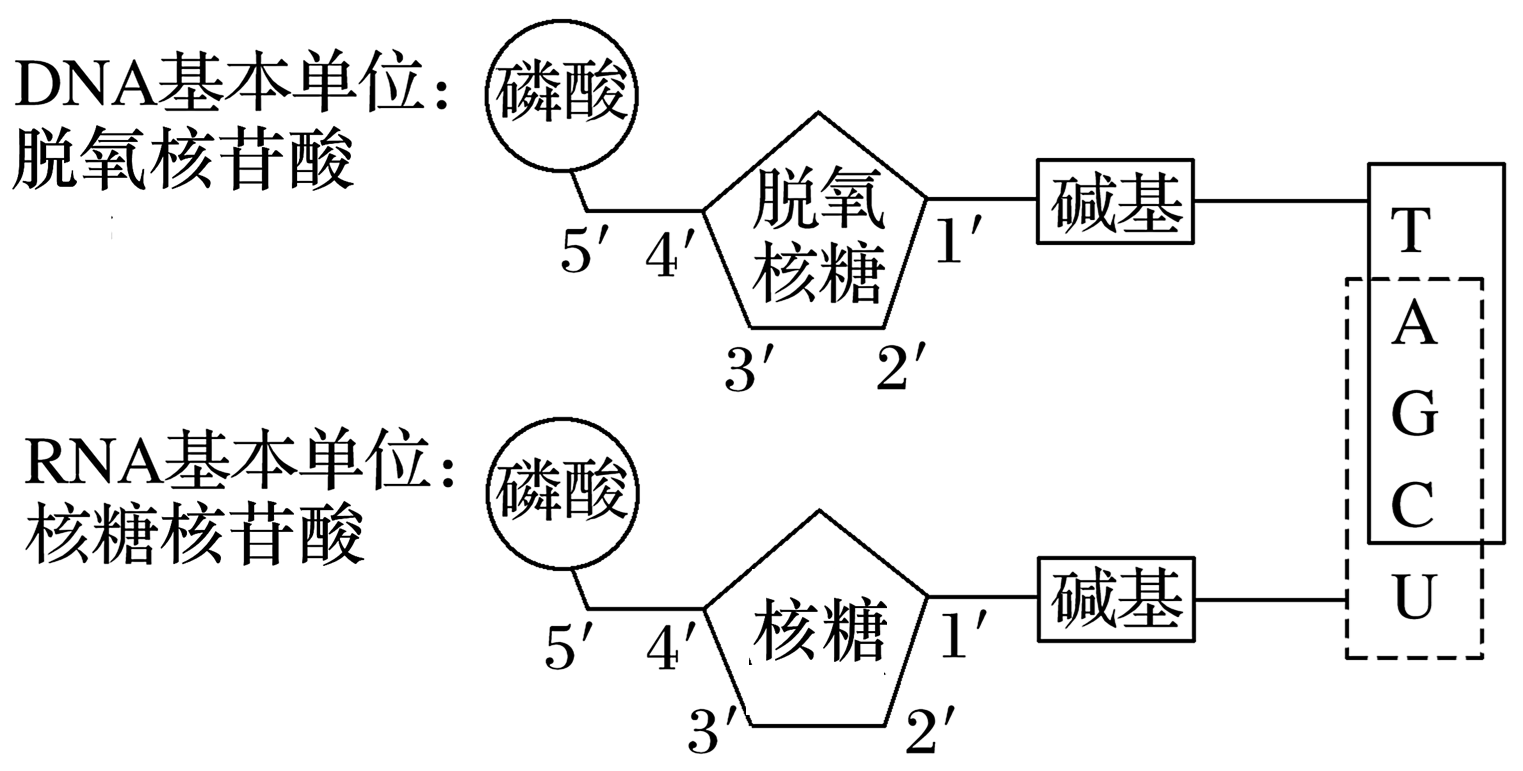 DNA基本单位：
脱氧核苷酸
磷酸
5′
4′
脱氧
核糖
3′
2′
1′
碱基
T
A
G
C
U
RNA基本单位：
核糖核苷酸
磷酸
5′
4′
核糖
3′
2′
1′
碱基